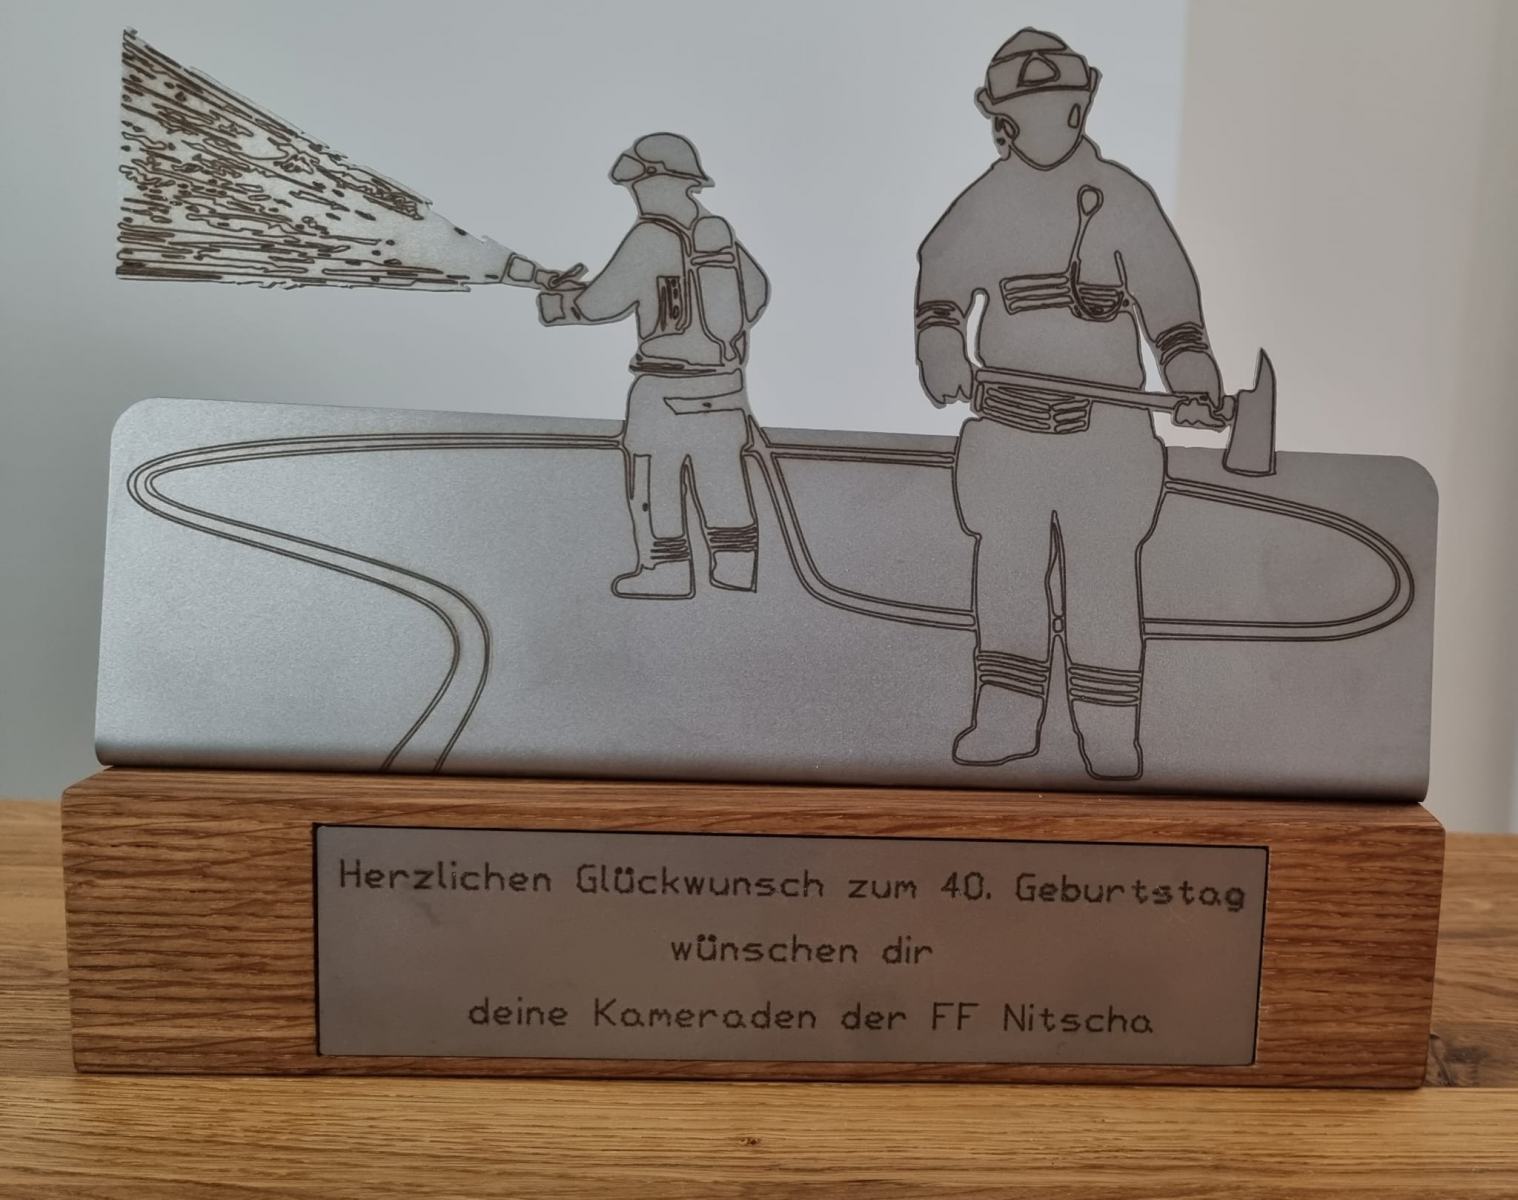 Herzlichen Glückwunsch zum 40. Geburtstag
wünschen dir
deine Kameraden der FF Nitscha